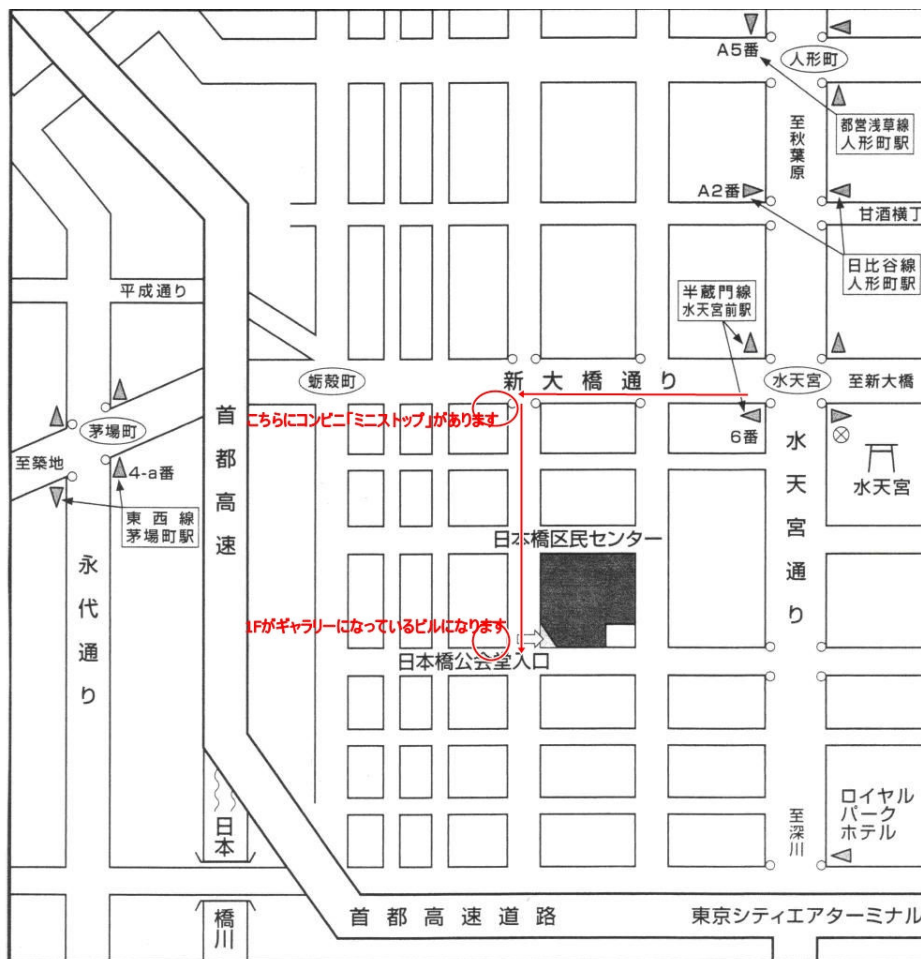 A5番
人形町
都営浅草線
人形町駅
至秋葉原
A2番
甘酒横丁
日比谷線
人形町駅
半蔵門線
水天宮前駅
平成通り
蛎殻町
新大橋通り
水天宮
至新大橋
こちらにコンビニ「ミニストップ」があります
6番
茅場町
至築地
4-a番
東西線
茅場町駅
首都高速
水天宮
水天宮通り
日本橋区民センター
永代通り
1Fがギャラリーになっているビルになります
日本橋公会堂入口
ロイヤル
パーク
ホテル
至深川
日本
橋川
首都高速道路
東京シティエアターミナル